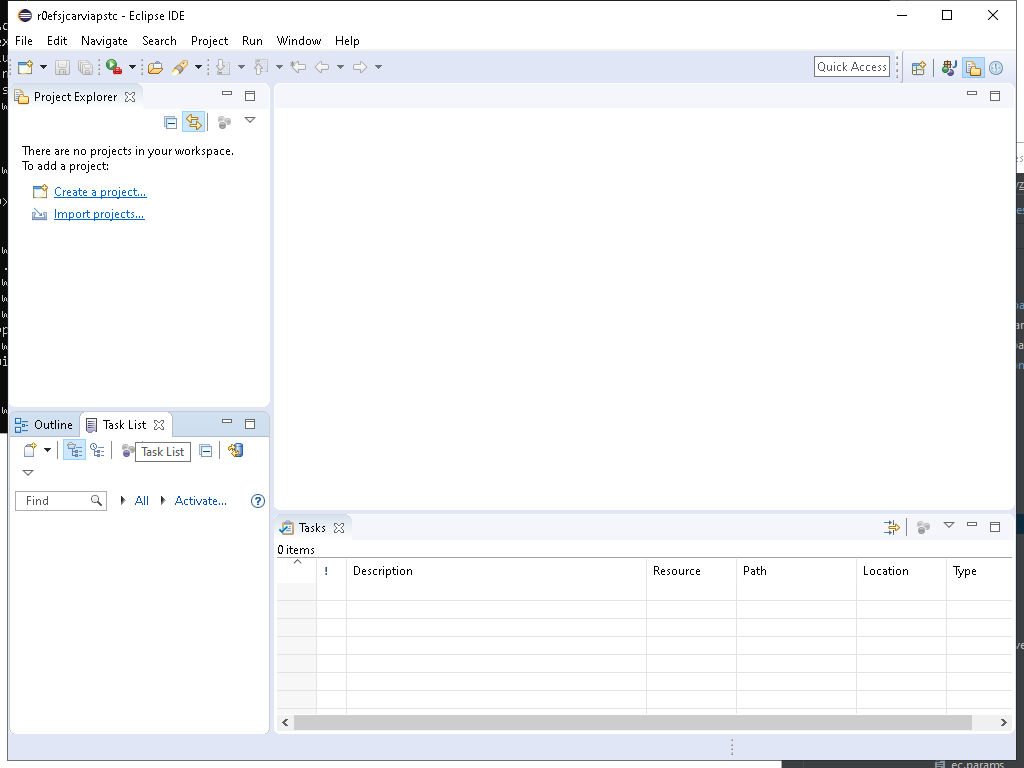 r0efsjcarviapstc - Eclipse IDE
File Edit Navigate Search Project Run Window Help
Quick Access
Project Explorer
There are no projects in your workspace.
To add a project:
Create a project...
Import projects...
Outline Task List
Task List
Find All Activate...
Tasks
0 items
! Description Resource Path Location Type
ec.params